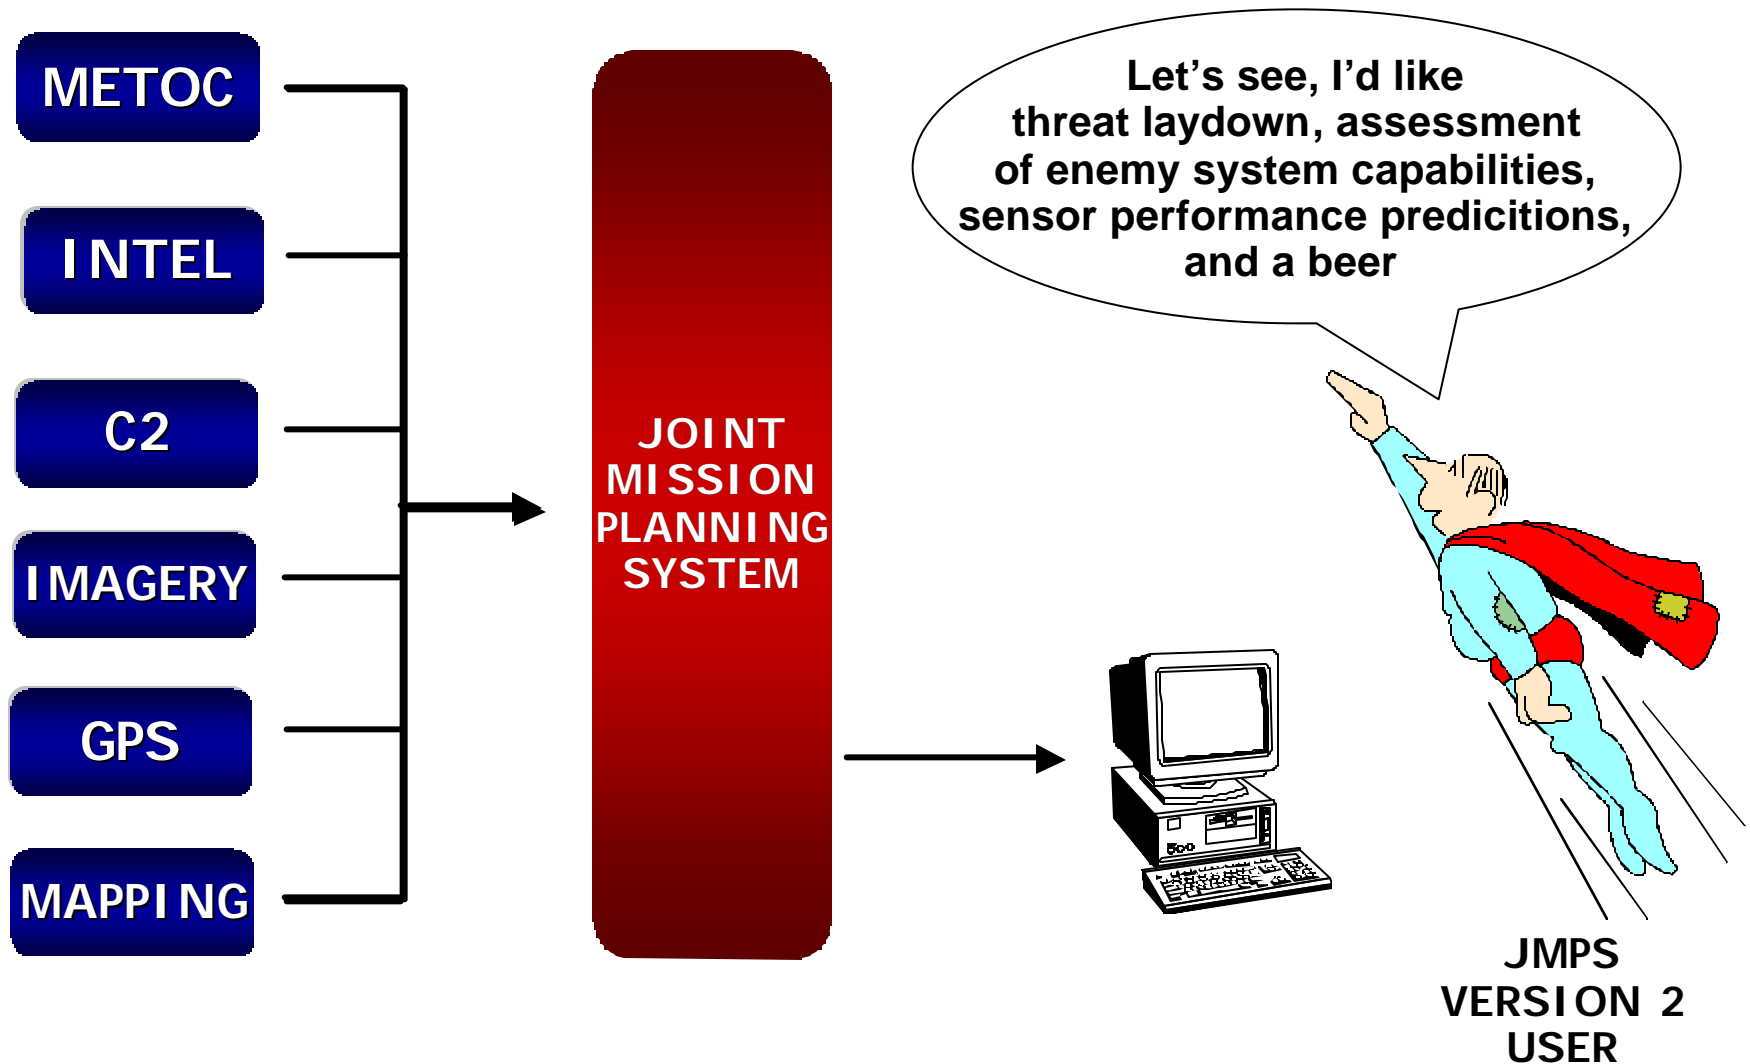 METOC
INTEL
C2
IMAGERY
GPS
MAPPING
JOINT
MISSION
PLANNING
SYSTEM
Let's see, I'd like
threat laydown, assessment
of enemy system capabilities,
sensor performance predicitions,
and a beer
500
JMPS
VERSION 2
USER